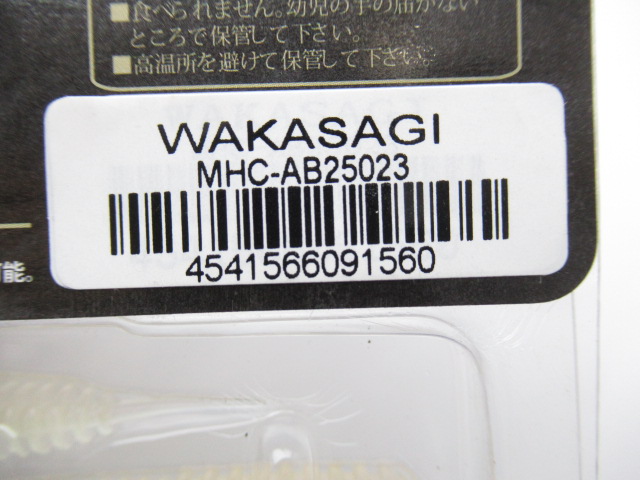 ■食べられません。幼児の手の届かない
ところで保管して下さい。
■高温所を避けて保管して下さい。
WAKASAGI
MHC-AB25023
4541566091560
能。